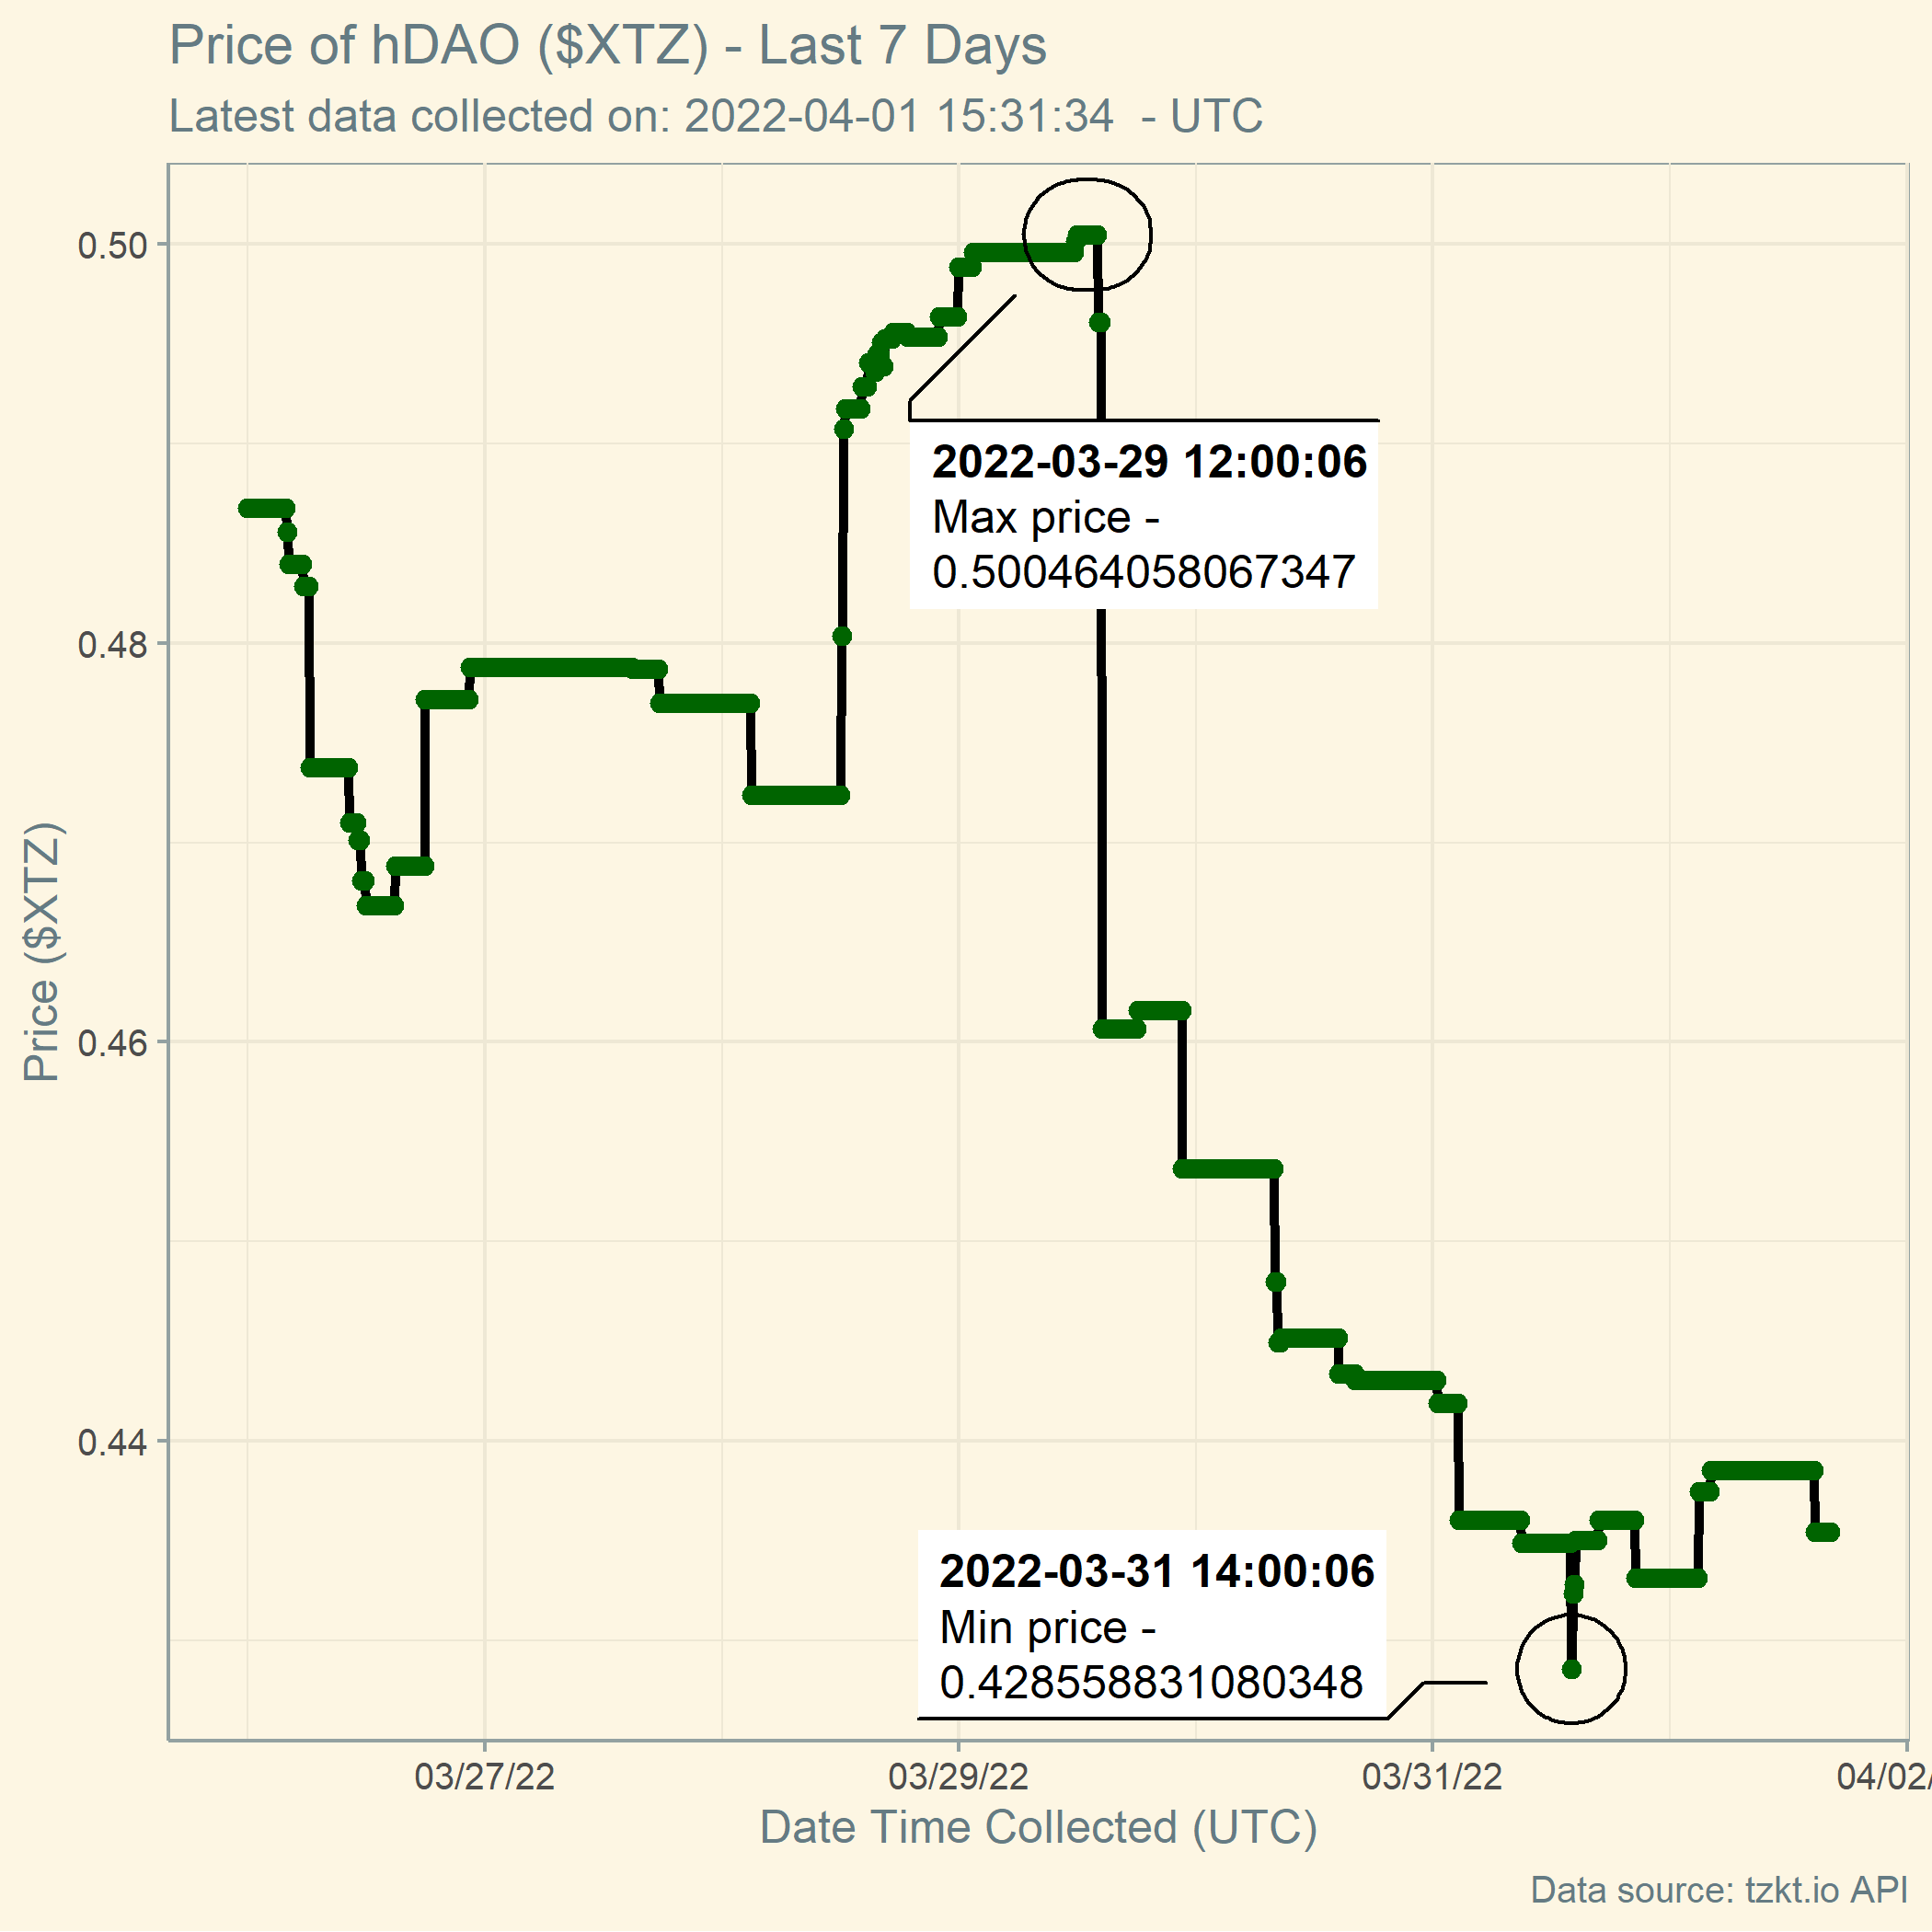 Price of hDAO ($XTZ) - Last 7 Days
Latest data collected on: 2022-04-01 15:31:34  - UTC
Price ($XTZ)
0.50
0.48
0.46
0.44
2022-03-29 12:00:06
Max price -
0.500464058067347
2022-03-31 14:00:06
Min price -
0.428558831080348
03/27/22
03/29/22
03/31/22
04/02/
Date Time Collected (UTC)
Data source: tzkt.io API